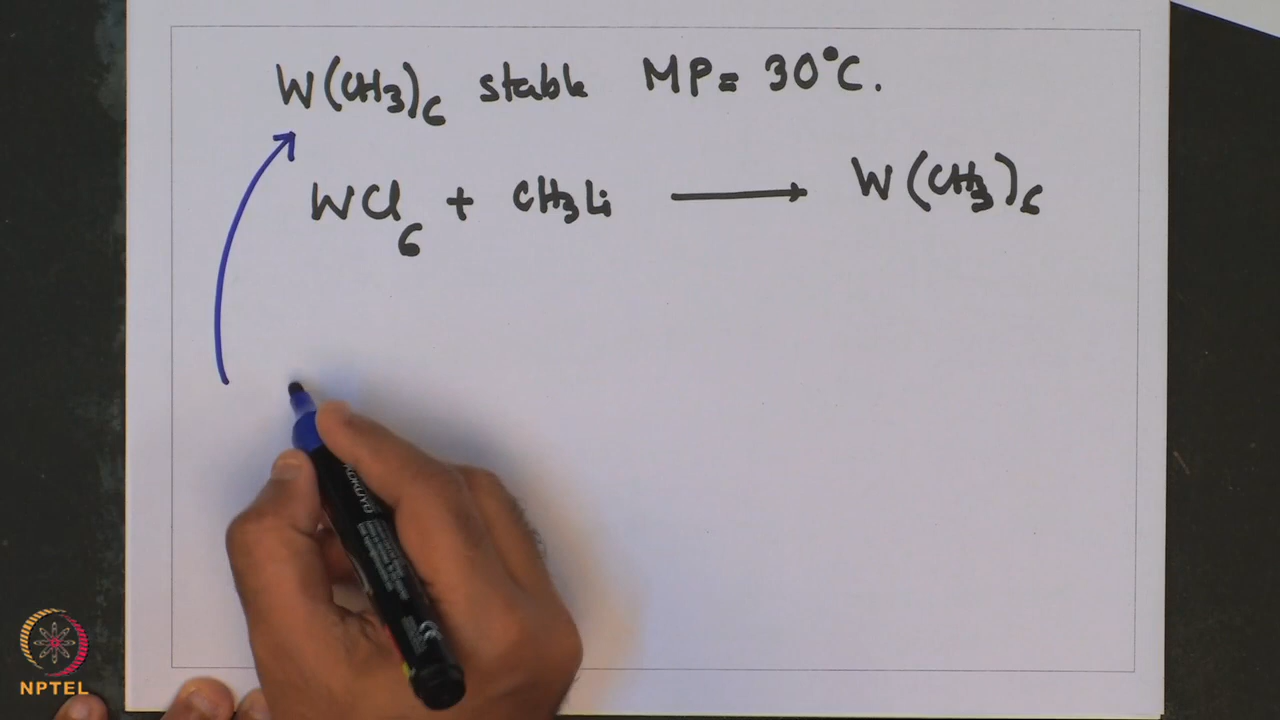 W(CH3)6 stable MP= 30°C.
WCl6 + CH3Li ⟶ W(CH3)6
NPTEL